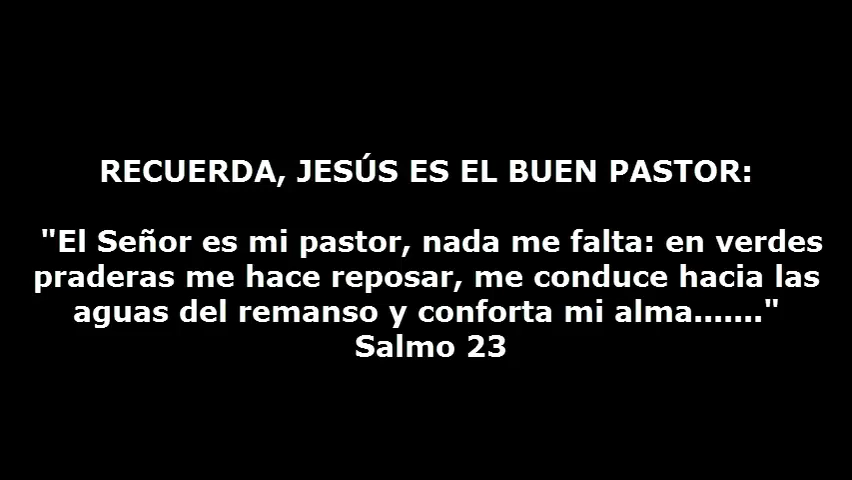 RECUERDA, JESÚS ES EL BUEN PASTOR:
"El Señor es mi pastor, nada me falta: en verdes
praderas me hace reposar, me conduce hacia las
aguas del remanso y conforta mi alma......."
Salmo 23